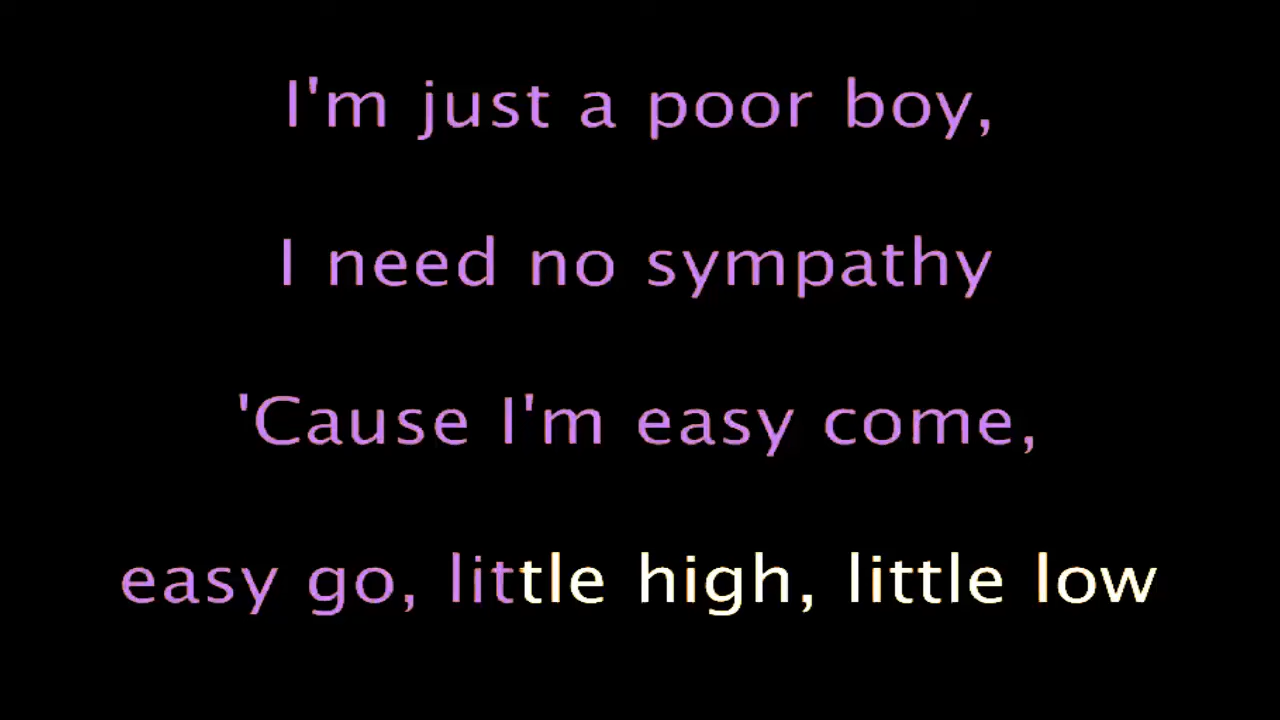 I'm just a poor boy,
I need no sympathy
'Cause I'm easy come,
easy go, little high, little low